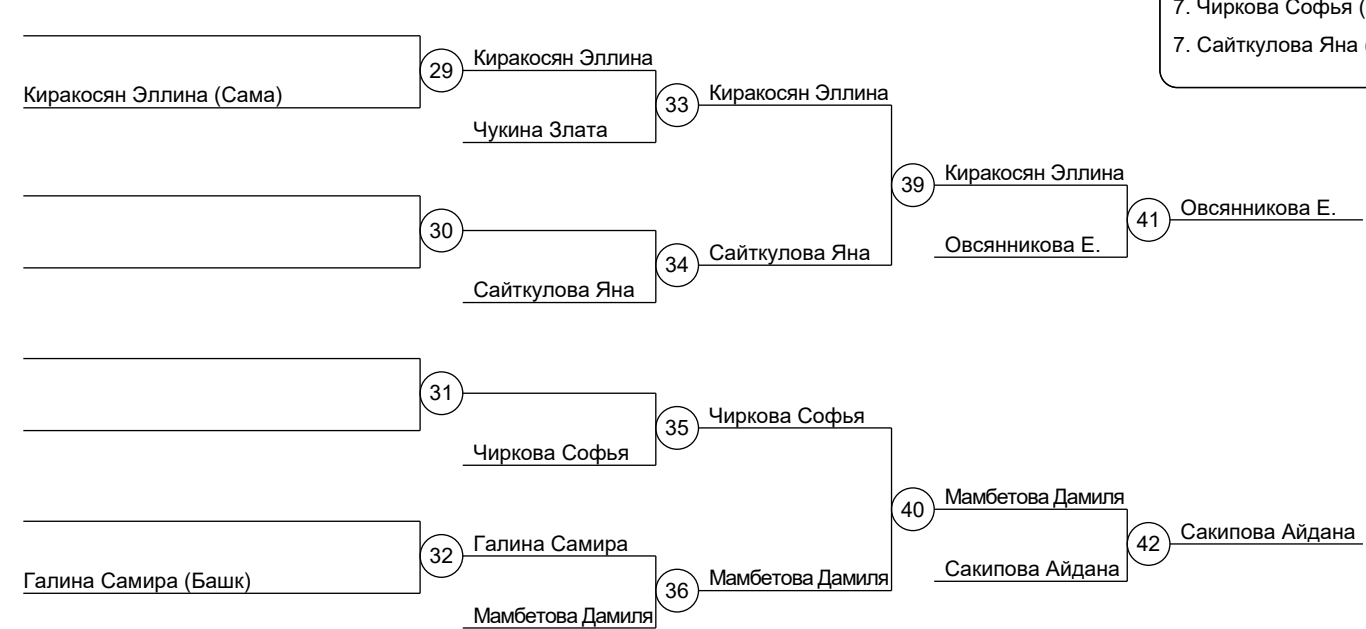 7. Чиркова Софья (
7. Сайткулова Яна
29
Киракосян Эллина
Киракосян Эллина (Сама)
33
Киракосян Эллина
Чукина Злата
39
Киракосян Эллина
41
Овсянникова Е.
30
Овсянникова Е.
34
Сайткулова Яна
Сайткулова Яна
31
35
Чиркова Софья
Чиркова Софья
40
Мамбетова Дамиля
32
Галина Самира
42
Сакипова Айдана
Галина Самира (Башк)
36
Мамбетова Дамиля
Сакипова Айдана
Мамбетова Дамиля